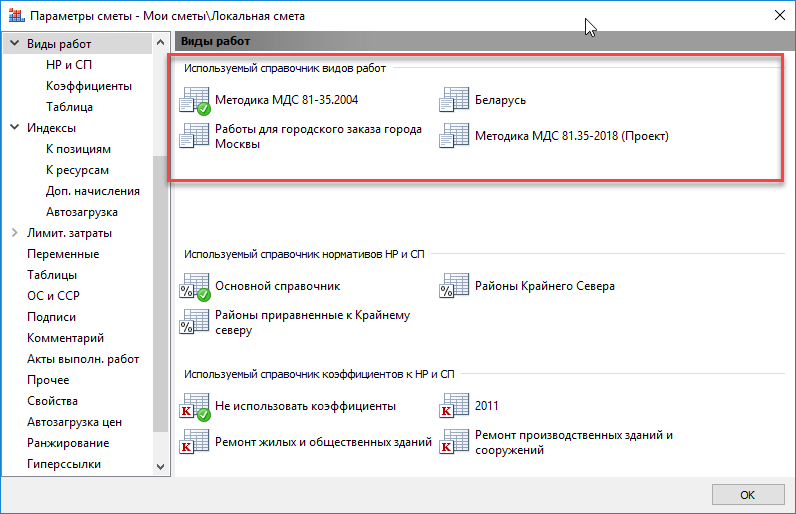 Параметры сметы - Мои сметы\Локальная смета
Виды работ
НР и СП
Коэффициенты
Таблица
Индексы
К позициям
К ресурсам
Доп. начисления
Автозагрузка
Лимит. затраты
Переменные
Таблицы
ОС и ССР
Подписи
Комментарий
Акты выполн. работ
Прочее
Свойства
Автозагрузка цен
Ранжирование
Гиперссылки
Виды работ
Используемый справочник видов работ
Методика МДС 81-35.2004
Беларусь
Работы для городского заказа города
Москвы
Методика МДС 81.35-2018 (Проект)
Используемый справочник нормативов НР и СП
% Основной справочник
% Районы Крайнего Севера
% Районы приравненные к Крайнему
северу
Используемый справочник коэффициентов к НР и СП
К Не использовать коэффициенты
К 2011
К Ремонт жилых и общественных зданий
К Ремонт производственных зданий и
сооружений
ОК